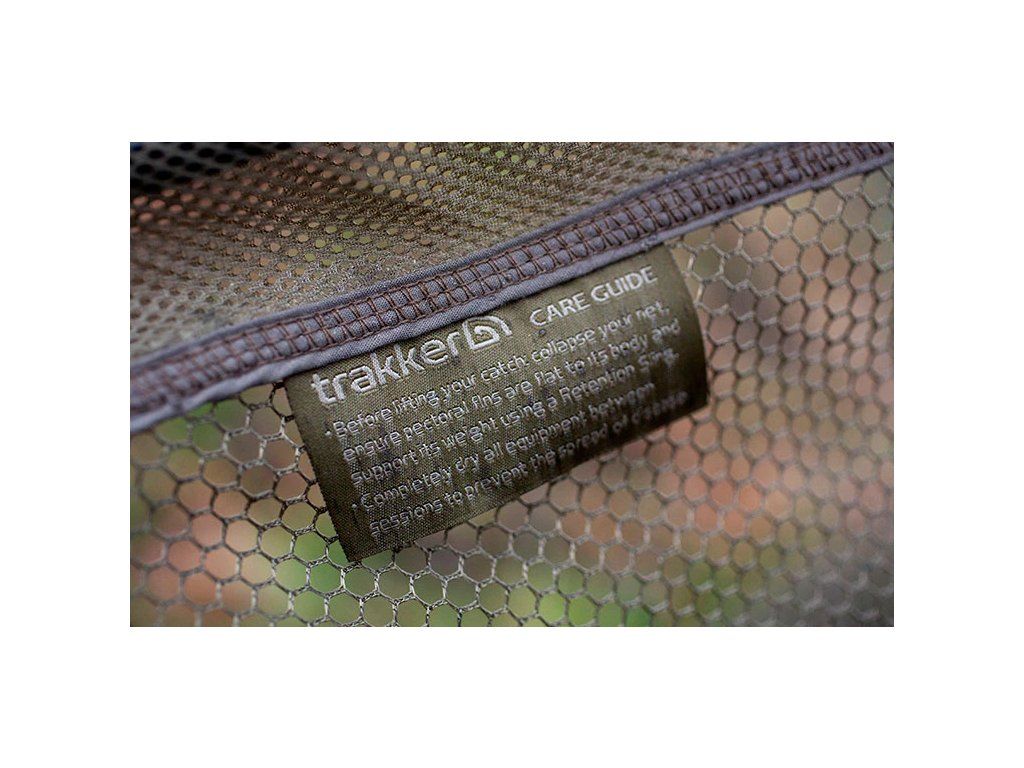 trakker CARE GUIDE
• Before lifting your catch: collapse your net,
ensure pectoral fins are flat to its body and
support its weight using a Retention Sling.
• Completely dry all equipment between
sessions to prevent the spread of disease